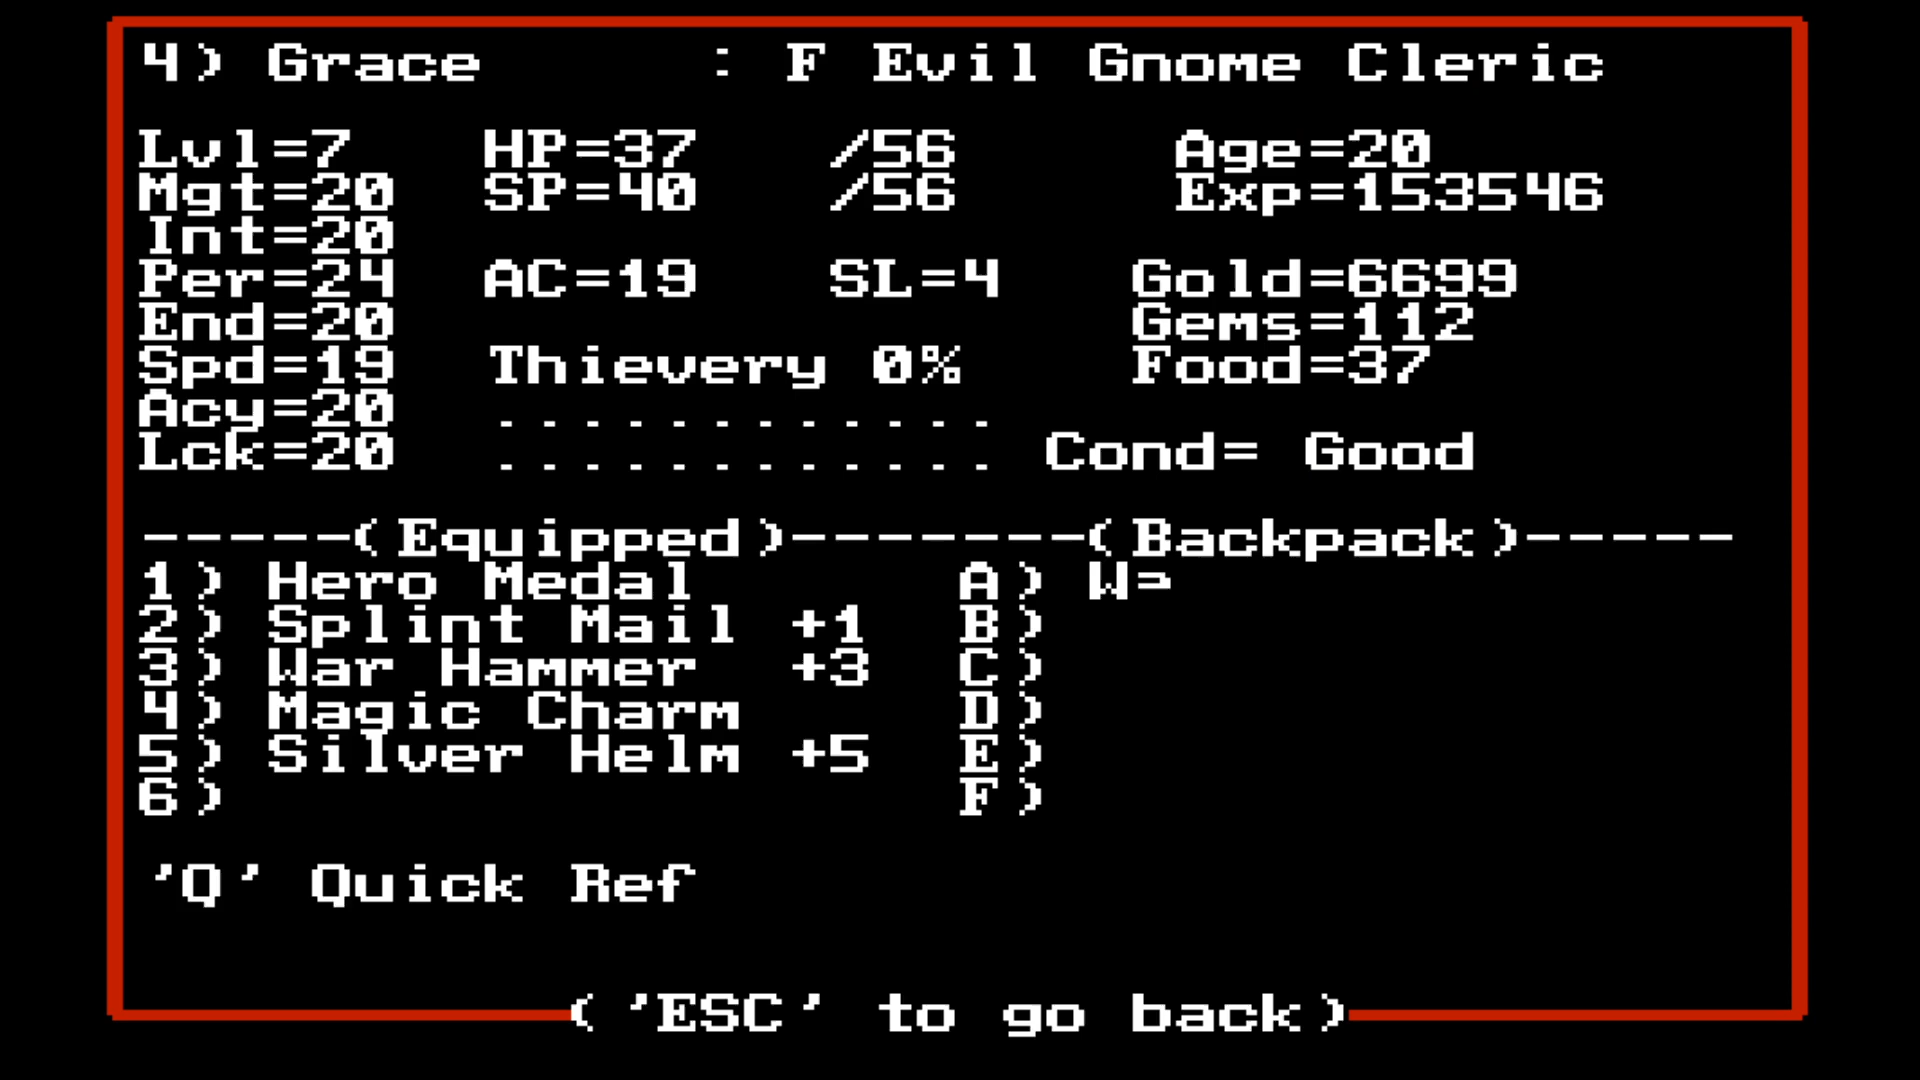 4) Grace : F Evil Gnome Cleric
Lvl=7 HP=37 /56 Age=20
Mgt=20 SP=40 /56 Exp=153546
Int=20
Per=24 AC=19 SL=4 Gold=6699
End=20 Gems=112
Spd=19 Thievery 0% Food=37
Acy=20 ............
Lck=20 ............ Cond= Good
-----(Equipped)-------(Backpack)-----
1) Hero Medal A) W=
2) Splint Mail +1 B)
3) War Hammer +3 C)
4) Magic Charm D)
5) Silver Helm +5 E)
6) F)
'Q' Quick Ref
('ESC' to go back)